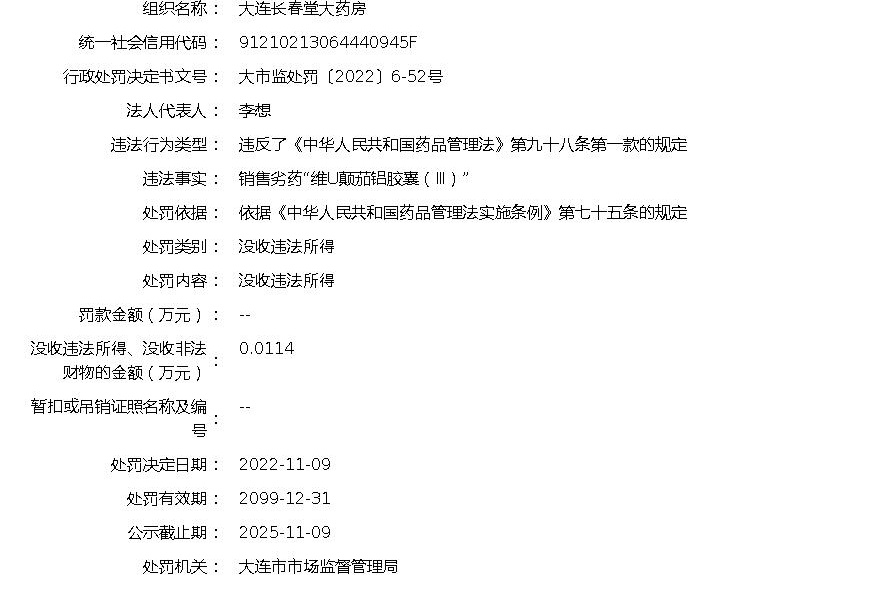 组织名称： 大连长春堂大药房
统一社会信用代码： 91210213064440945F
行政处罚决定书文号： 大市监处罚〔2022〕6-52号
法人代表人： 李想
违法行为类型： 违反了《中华人民共和国药品管理法》第九十八条第一款的规定
违法事实： 销售劣药“维U颠茄铝胶囊（Ⅲ）”
处罚依据： 依据《中华人民共和国药品管理法实施条例》第七十五条的规定
处罚类别： 没收违法所得
处罚内容： 没收违法所得
罚款金额（万元）： --
没收违法所得、没收非法
财物的金额（万元）： 0.0114
暂扣或吊销证照名称及编
号： --
处罚决定日期： 2022-11-09
处罚有效期： 2099-12-31
公示截止期： 2025-11-09
处罚机关： 大连市市场监督管理局